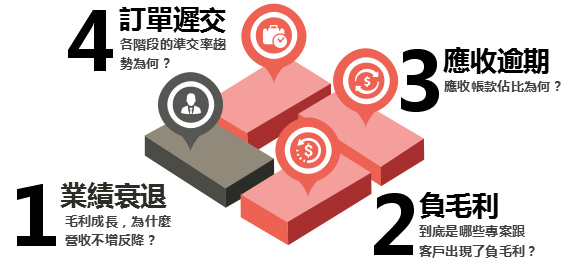 4 訂單遲交
各階段的準交率趨
勢為何？
3 應收逾期
應收帳款佔比為何？
1 業績衰退
毛利成長，為什麼
營收不增反降？
2 負毛利
到底是哪些專案跟
客戶出現了負毛利？